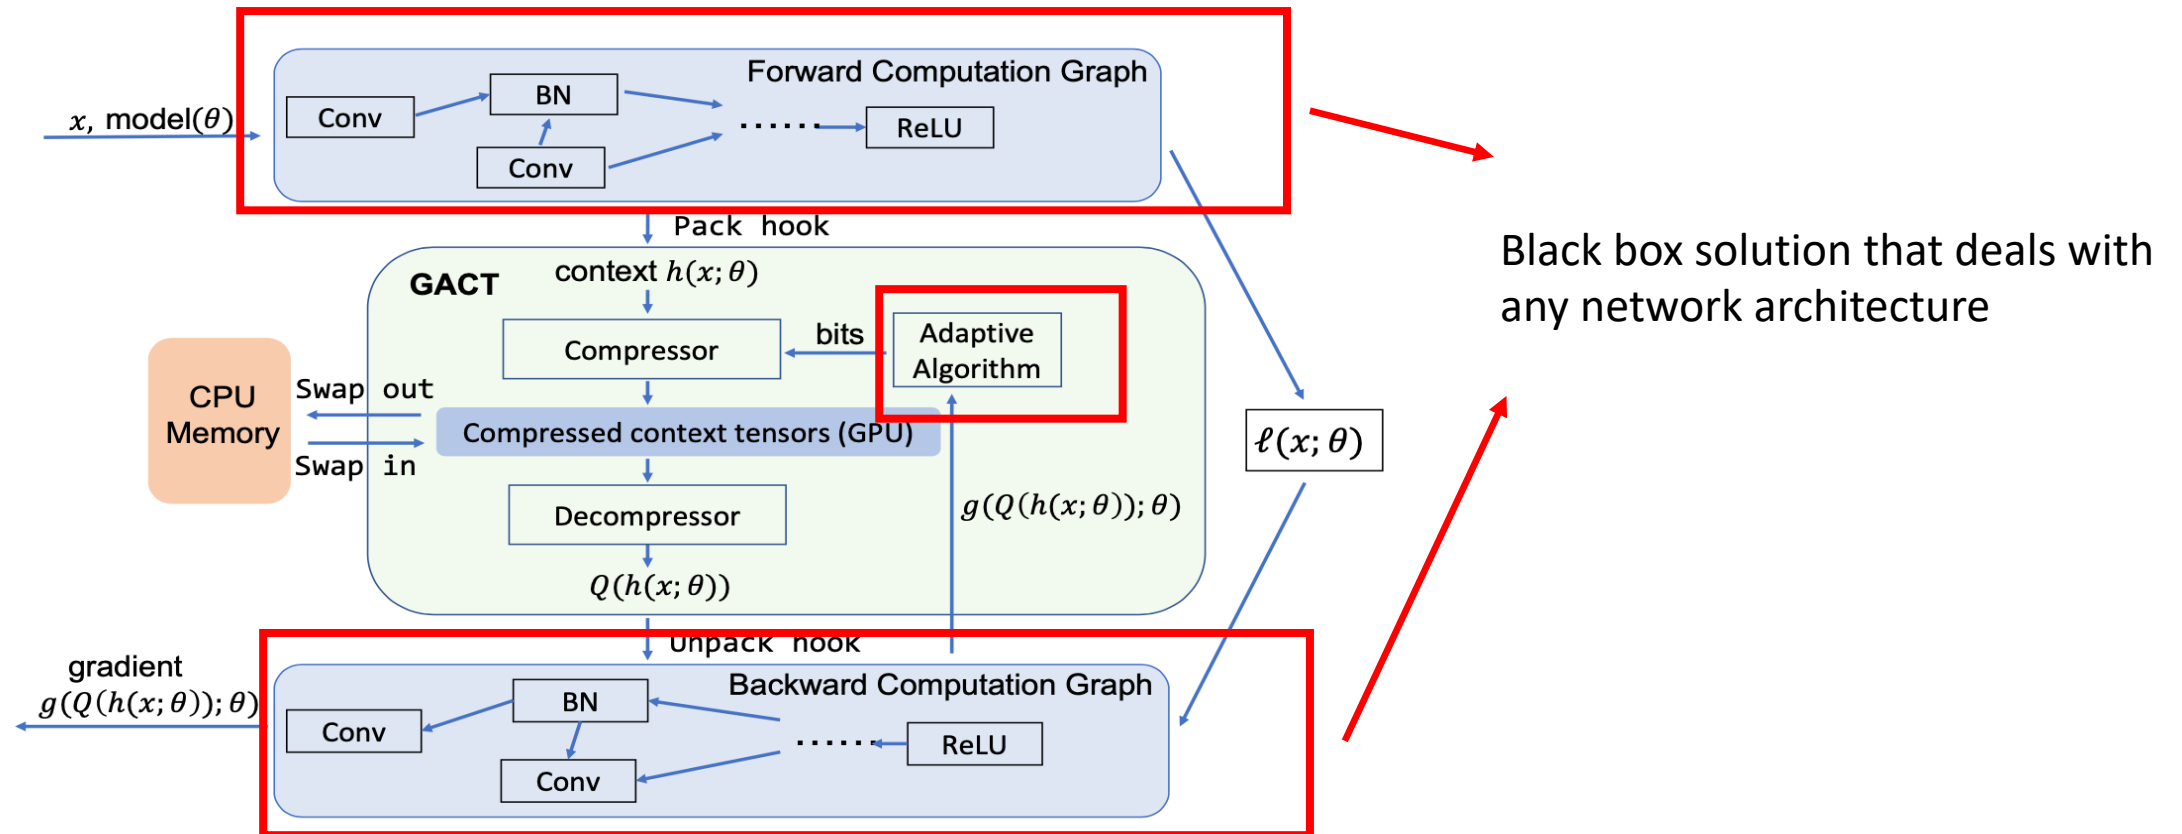 Forward Computation Graph
x, model(θ)
Conv
BN
Conv
......
ReLU
Pack hook
GACT
context h(x; θ)
Compressor
bits
Adaptive
Algorithm
CPU
Memory
Swap out
Swap in
Compressed context tensors (GPU)
Decompressor
Q(h(x; θ))
g(Q(h(x; θ)); θ)
ℓ(x; θ)
Black box solution that deals with
any network architecture
Unpack hook
gradient
g(Q(h(x; θ)); θ)
Backward Computation Graph
Conv
BN
Conv
......
ReLU